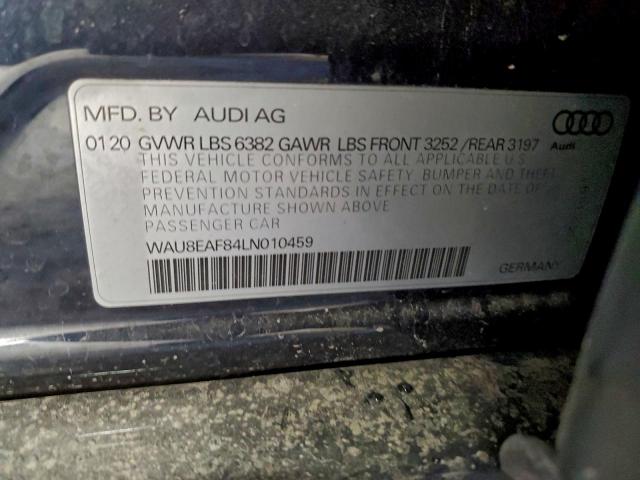 MFD. BY AUDI AG
0120 GVWR LBS 6382 GAWR LBS FRONT 3252 / REAR 3197
Audi
THIS VEHICLE CONFORMS TO ALL APPLICABLE U.S.
FEDERAL MOTOR VEHICLE SAFETY, BUMPER AND THEFT
PREVENTION STANDARDS IN EFFECT ON THE DATE OF
MANUFACTURE SHOWN ABOVE
PASSENGER CAR
WAU8EAF84LN010459
GERMANY